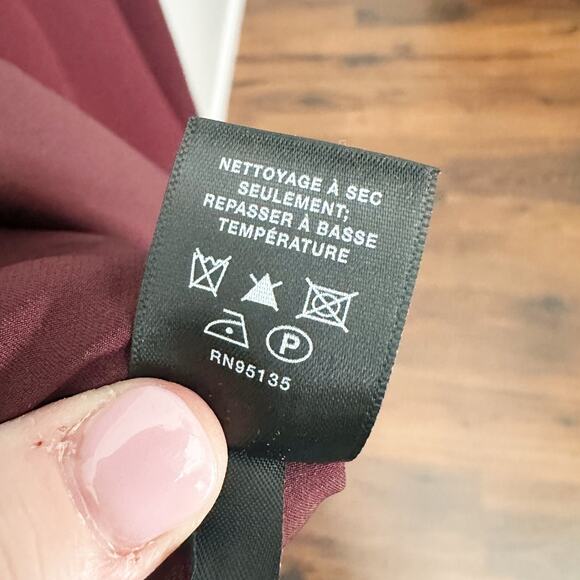 NETTOYAGE À SEC
SEULEMENT;
REPASSER À BASSE
TEMPÉRATURE
P
RN95135